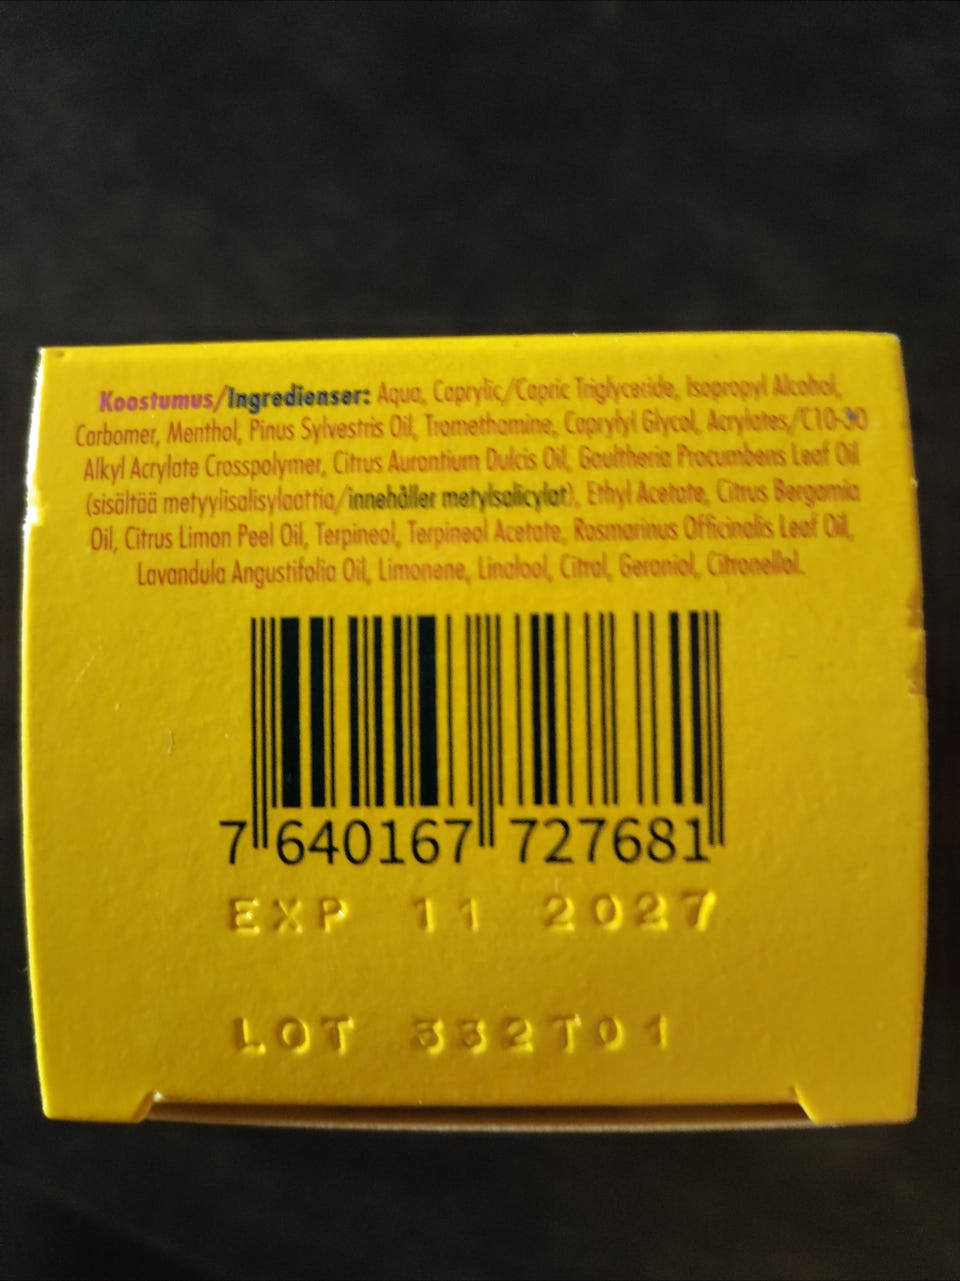 Koostumus/Ingredienser: Aqua, Caprylic/Capric Triglyceride, Isopropyl Alcohol,
Carbomer, Menthol, Pinus Sylvestris Oil, Tromethamine, Caprylyl Glycol, Acrylates/C10-30
Alkyl Acrylate Crosspolymer, Citrus Aurantium Dulcis Oil, Gaultheria Procumbens Leaf Oil
(sisältää metyylisalisylaattia/innehåller metylsalicylat), Ethyl Acetate, Citrus Bergamia
Oil, Citrus Limon Peel Oil, Terpineol, Terpineol Acetate, Rosmarinus Officinalis Leaf Oil,
Lavandula Angustifolia Oil, Limonene, Linalool, Citral, Geraniol, Citronellol.
7 640167 727681
EXP 11 2027
LOT 332T01